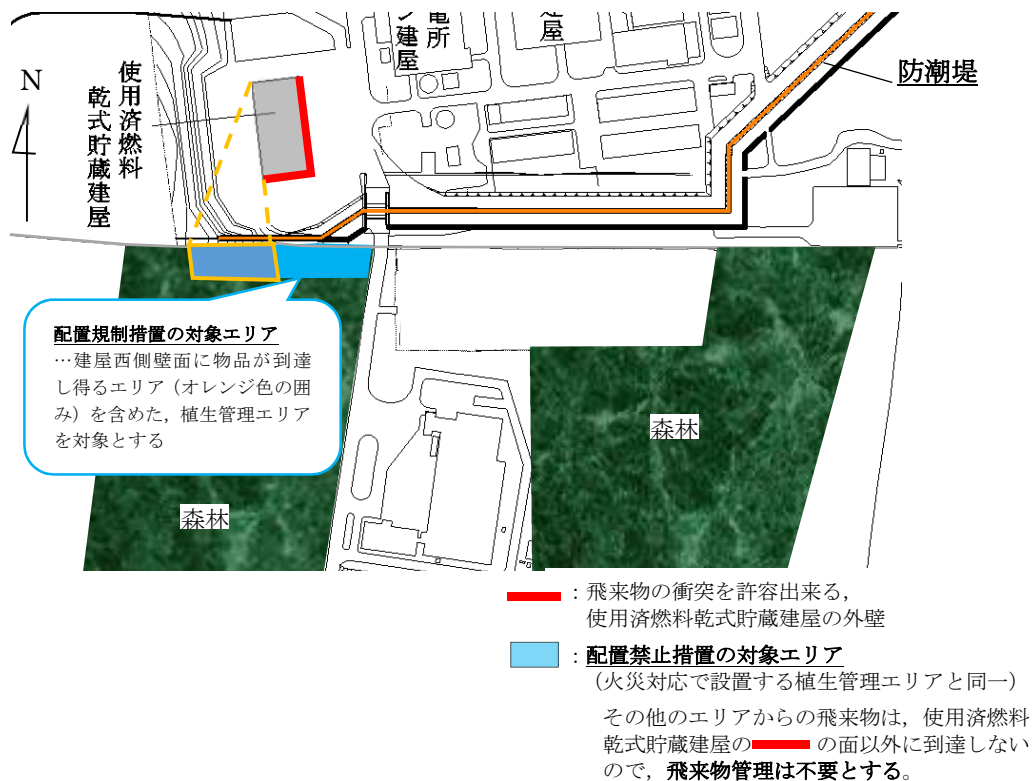 電所
ン建屋
建屋
防潮堤
N
使用済燃料
乾式貯蔵建屋
配置規制措置の対象エリア
…建屋西側壁面に物品が到達
し得るエリア（オレンジ色の囲
み）を含めた，植生管理エリア
を対象とする
森林
森林
：飛来物の衝突を許容出来る，
使用済燃料乾式貯蔵建屋の外壁
：配置禁止措置の対象エリア
（火災対応で設置する植生管理エリアと同一）
その他のエリアからの飛来物は，使用済燃料
乾式貯蔵建屋の の面以外に到達しない
ので，飛来物管理は不要とする。